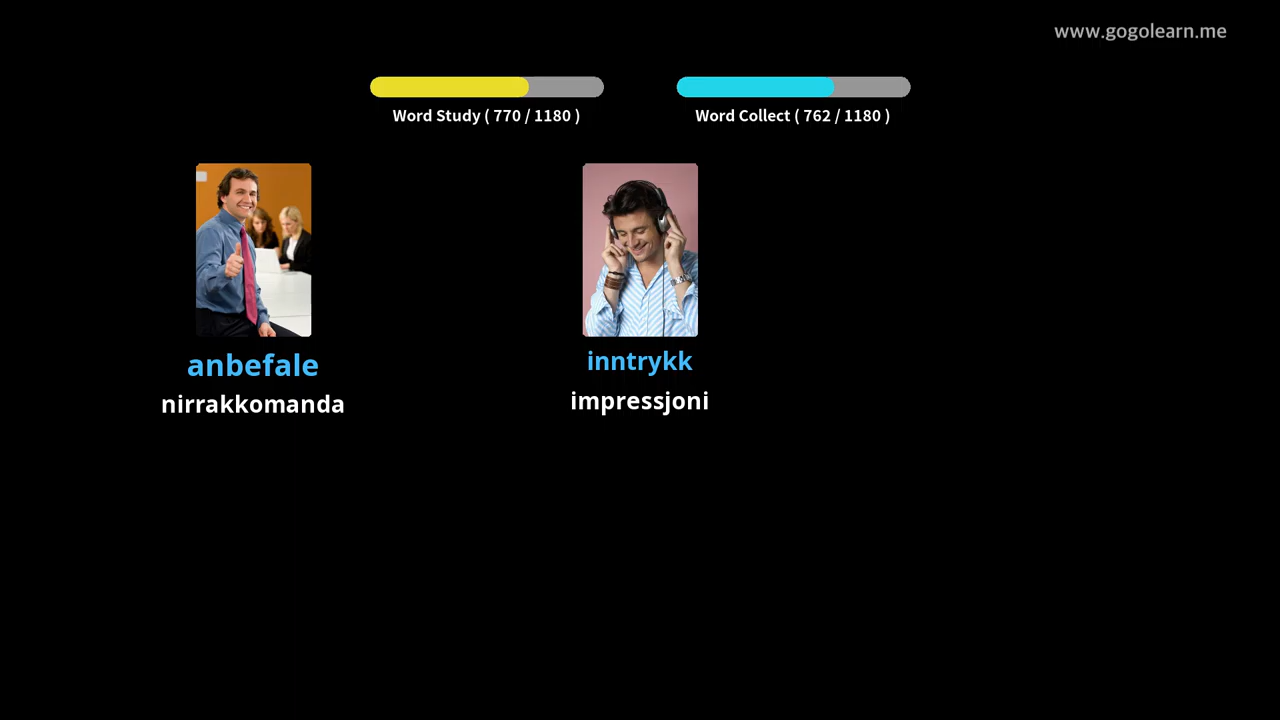 www.gogolearn.me
Word Study ( 770 / 1180 )
Word Collect ( 762 / 1180 )
anbefale
nirrakkomanda
inntrykk
impressjoni